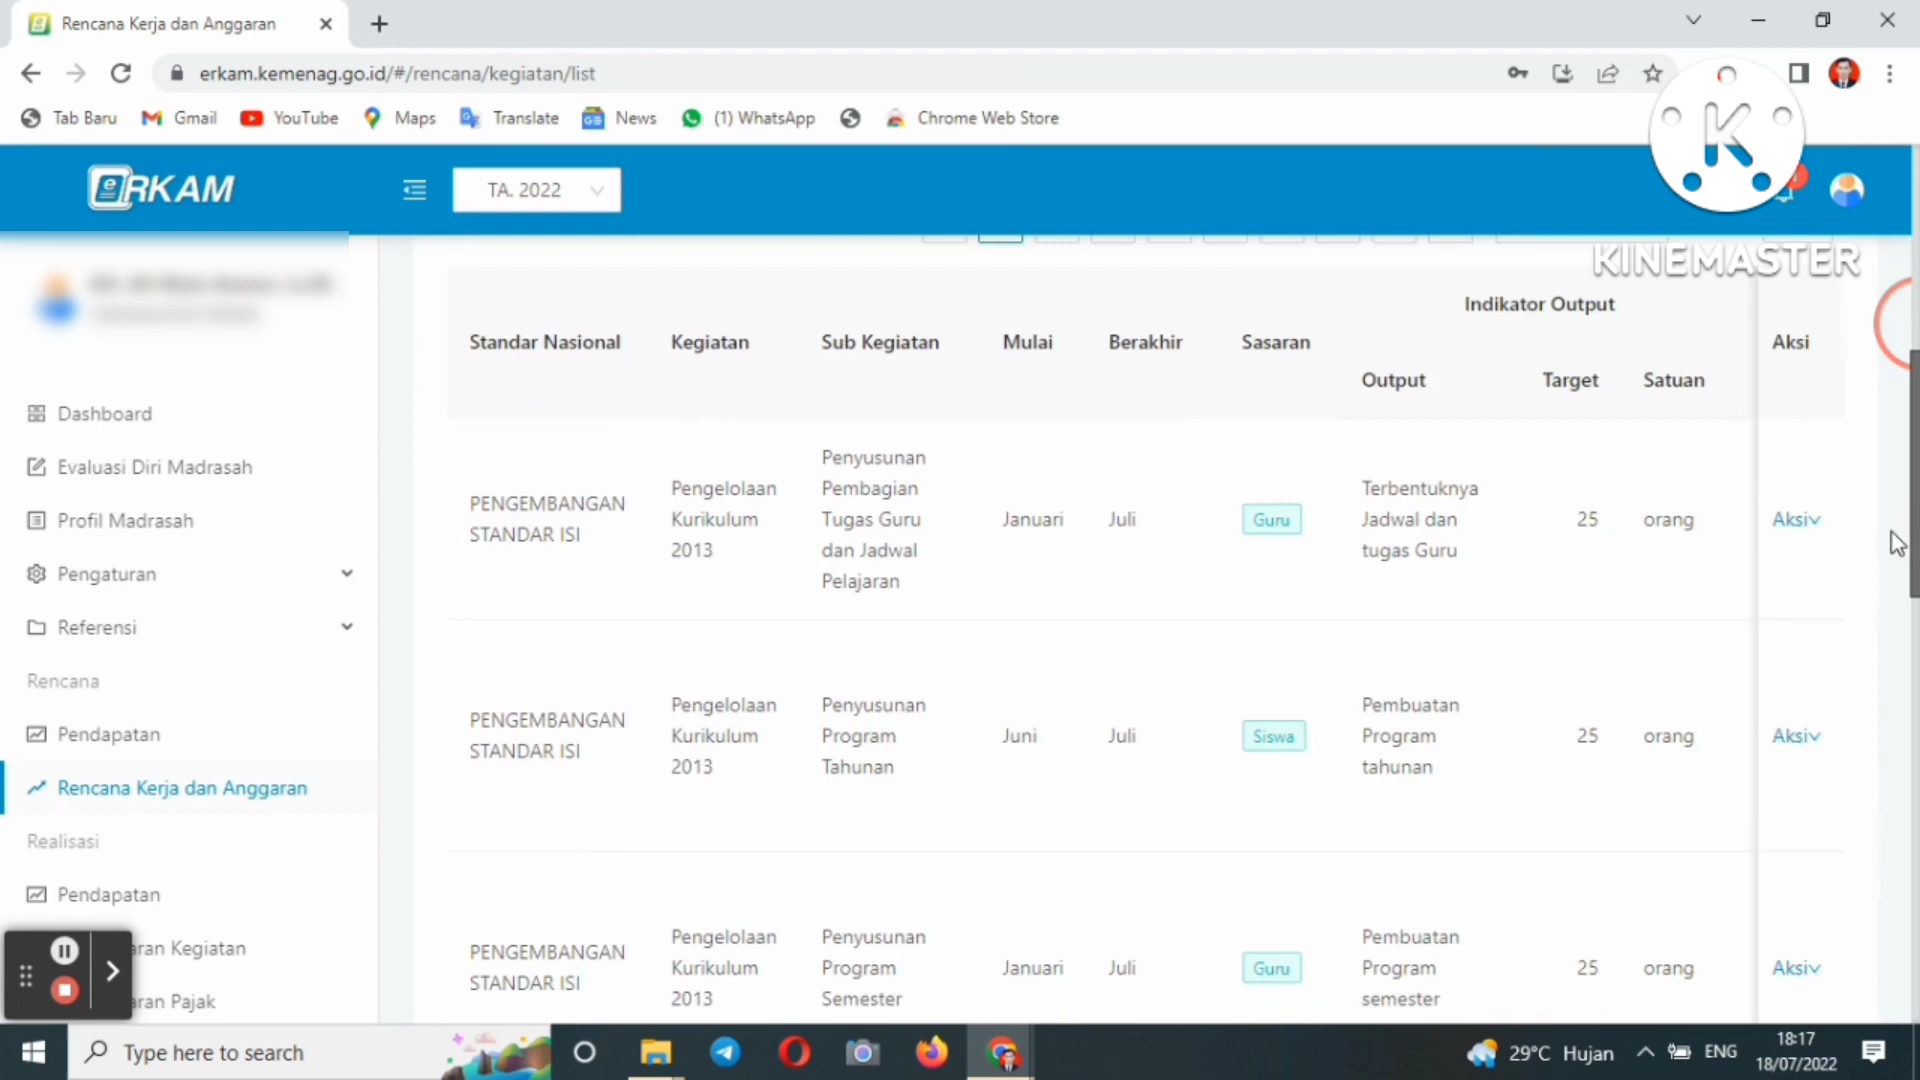 Rencana Kerja dan Anggaran
erkam.kemenag.go.id/#/rencana/kegiatan/list
Tab Baru Gmail YouTube Maps Translate News (1) WhatsApp Chrome Web Store
eRKAM TA. 2022
KINEMASTER
Standar Nasional Kegiatan Sub Kegiatan Mulai Berakhir Sasaran Indikator Output Aksi
Output Target Satuan
Dashboard
Evaluasi Diri Madrasah
Profil Madrasah
Pengaturan
Referensi
Rencana
Pendapatan
Rencana Kerja dan Anggaran
Realisasi
Pendapatan
aran Kegiatan
aran Pajak
PENGEMBANGAN
STANDAR ISI
Pengelolaan
Kurikulum
2013
Penyusunan
Pembagian
Tugas Guru
dan Jadwal
Pelajaran
Januari
Juli
Guru
Terbentuknya
Jadwal dan
tugas Guru
25
orang
Aksi
PENGEMBANGAN
STANDAR ISI
Pengelolaan
Kurikulum
2013
Penyusunan
Program
Tahunan
Juni
Juli
Siswa
Pembuatan
Program
tahunan
25
orang
Aksi
PENGEMBANGAN
STANDAR ISI
Pengelolaan
Kurikulum
2013
Penyusunan
Program
Semester
Januari
Juli
Guru
Pembuatan
Program
semester
25
orang
Aksi
Type here to search
29°C Hujan
ENG
18:17
18/07/2022